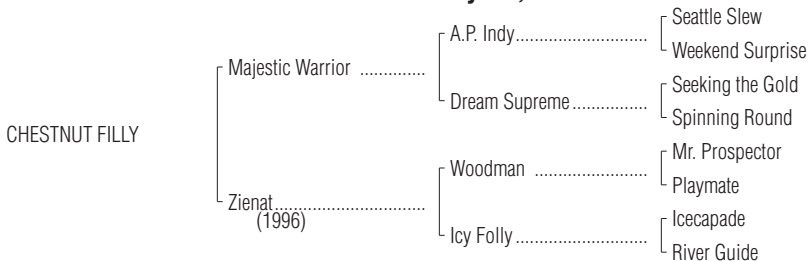 Seattle Slew
A.P. Indy..............................
Weekend Surprise
Majestic Warrior ..............
Seeking the Gold
Dream Supreme..................
Spinning Round
CHESTNUT FILLY
Mr. Prospector
Woodman ..........................
Playmate
Zienat..................................
(1996)
Icecapade
Icy Folly..............................
River Guide